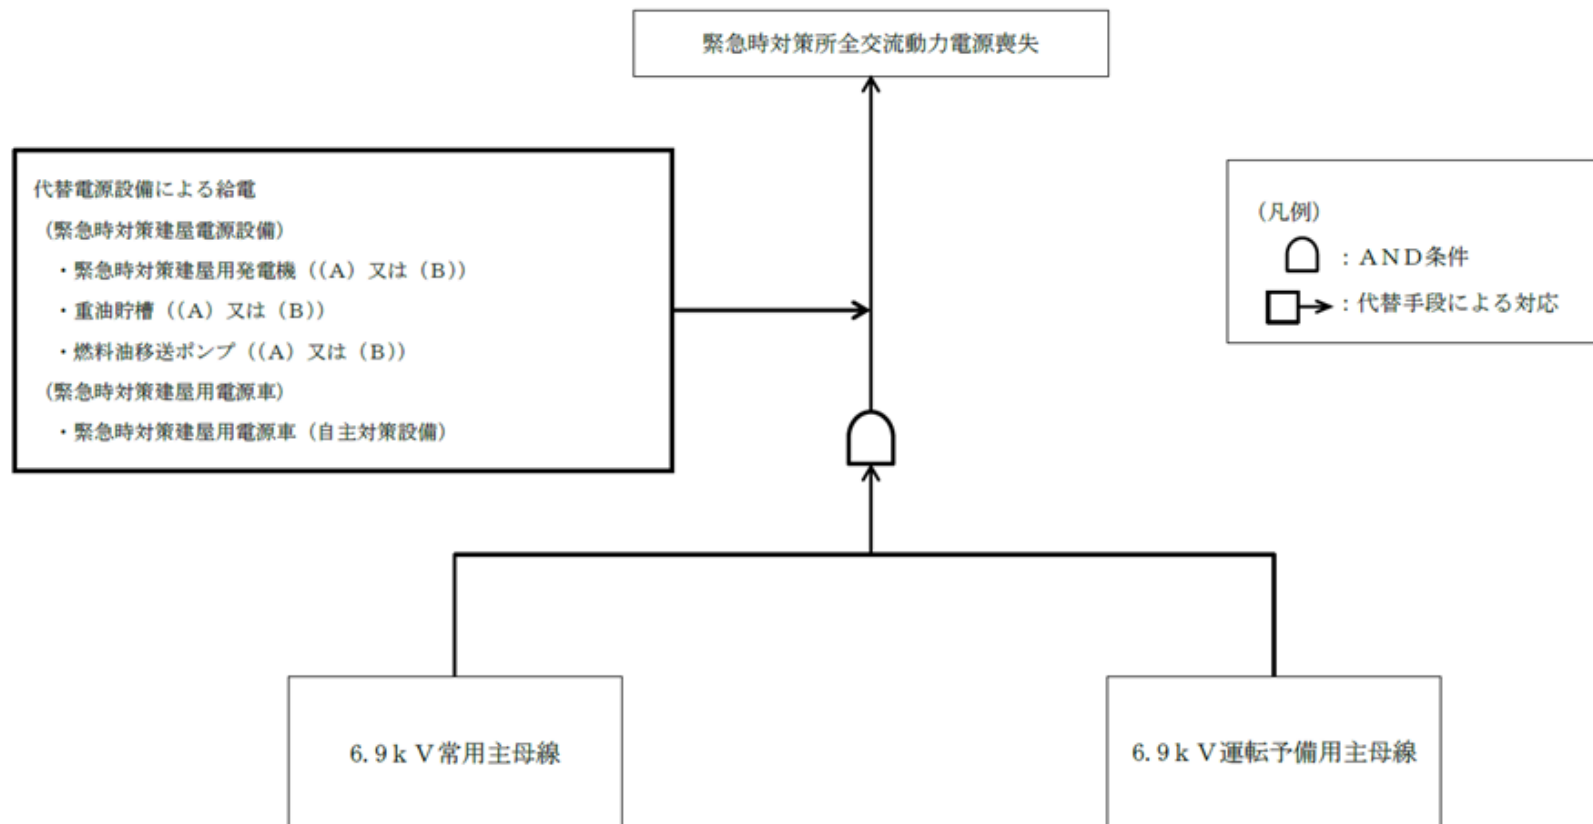 緊急時対策所全交流動力電源喪失
代替電源設備による給電
(緊急時対策建屋電源設備)
・緊急時対策建屋用発電機((A)又は(B))
・重油貯槽((A)又は(B))
・燃料油移送ポンプ((A)又は(B))
(緊急時対策建屋用電源車)
・緊急時対策建屋用電源車(自主対策設備)
(凡例)
:AND条件
:代替手段による対応
6.9kV常用主母線
6.9kV運転予備用主母線